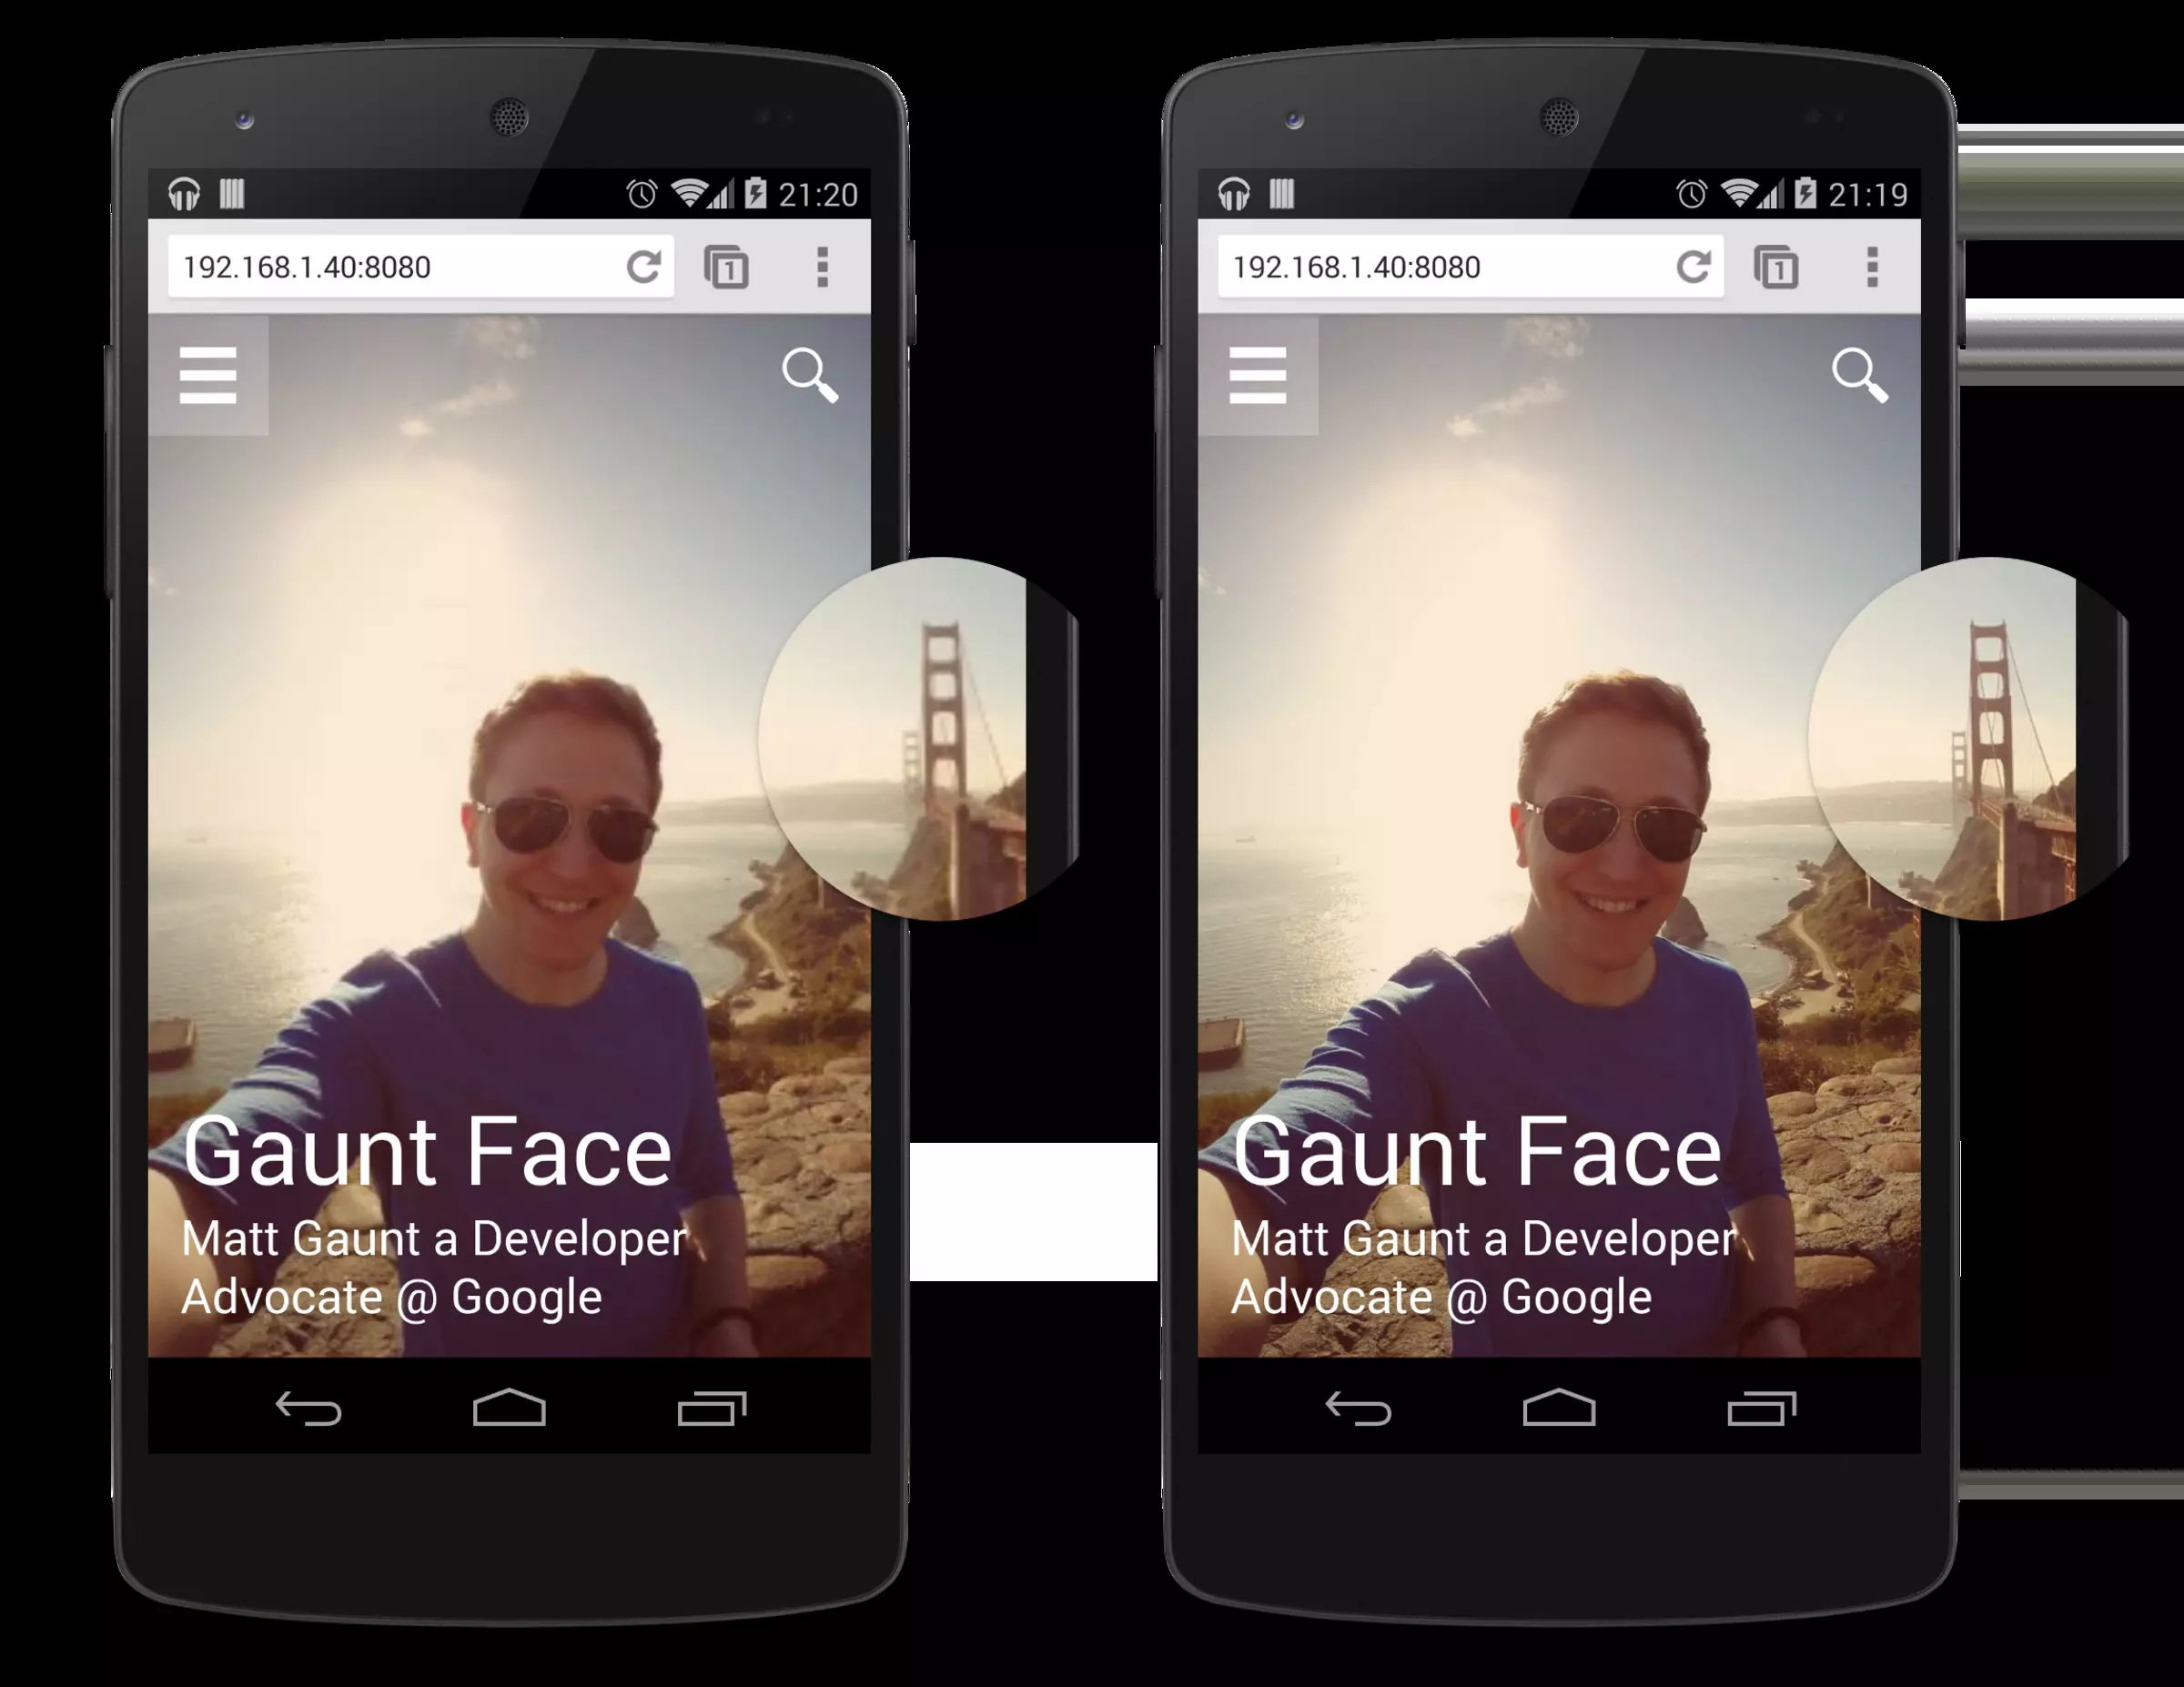 21:20
192.168.1.40:8080
1
Gaunt Face
Matt Gaunt a Developer
Advocate @ Google
21:19
192.168.1.40:8080
1
Gaunt Face
Matt Gaunt a Developer
Advocate @ Google